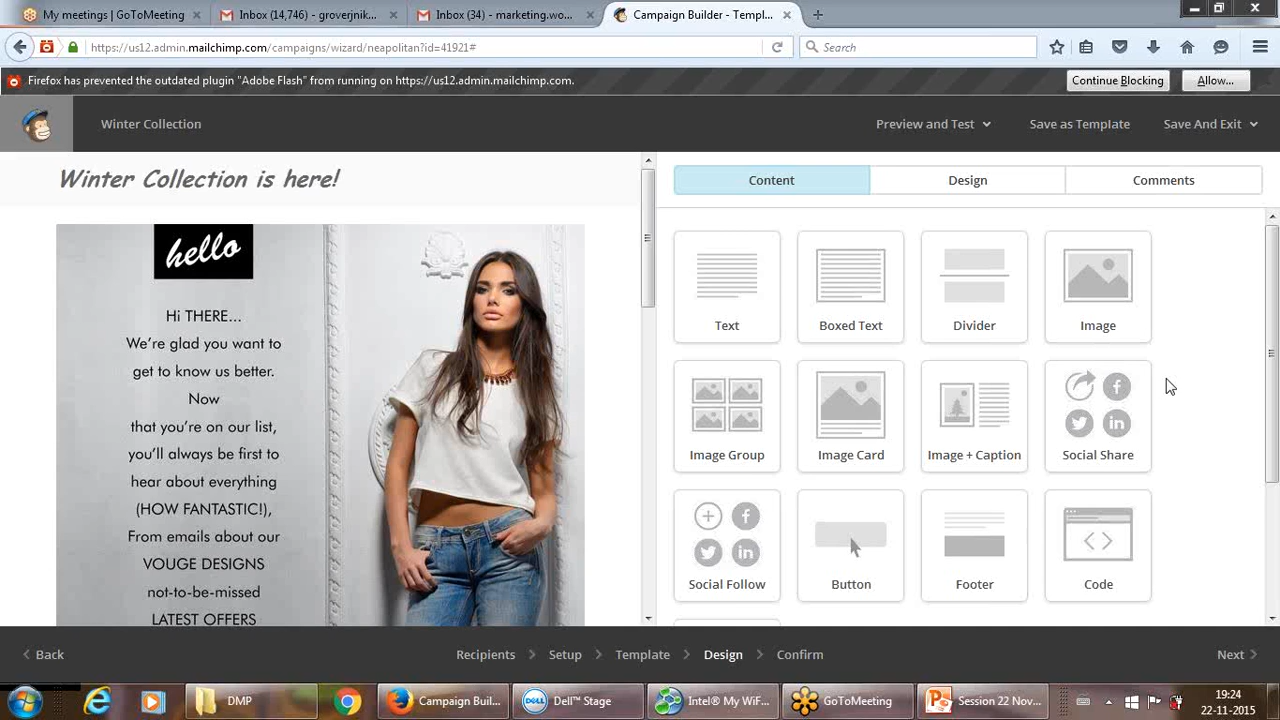 My meetings | GoToMeeting
Inbox (14,746) - groverjnik...
Inbox (34) - marketing.wo...
Campaign Builder - Templ...
https://us12.admin.mailchimp.com/campaigns/wizard/neapolitan?id=41921#
Search
Firefox has prevented the outdated plugin "Adobe Flash" from running on https://us12.admin.mailchimp.com.
Continue Blocking
Allow...
Winter Collection
Preview and Test
Save as Template
Save And Exit
Winter Collection is here!
Content
Design
Comments
hello
Hi THERE...
We're glad you want to
get to know us better.
Now
that you're on our list,
you'll always be first to
hear about everything
(HOW FANTASTIC!),
From emails about our
VOUGE DESIGNS
not-to-be-missed
LATEST OFFERS
Text
Boxed Text
Divider
Image
Image Group
Image Card
Image + Caption
Social Share
Social Follow
Button
Footer
Code
Back
Recipients
Setup
Template
Design
Confirm
Next
DMP
Campaign Buil...
Dell™ Stage
Intel® My WiF...
GoToMeeting
Session 22 Nov...
19:24
22-11-2015